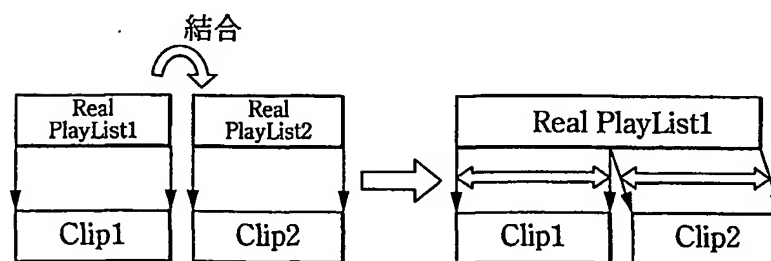 結合
Real
PlayList1
Real
PlayList2
Real PlayList1
Clip1
Clip2
Clip1
Clip2